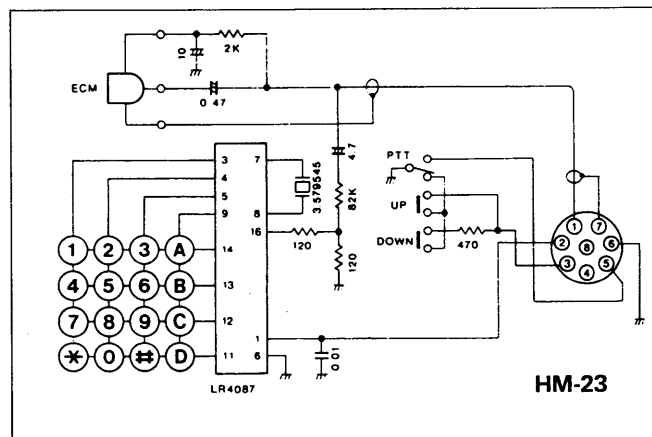 10
2K
ECM
0.47
4.7
PTT
3
7
3.579545
4
5
82K
UP
1
7
9
8
2
8
6
16
DOWN
470
1 2 3 A
14
120
3
5
4
4 5 6 B
13
120
7 8 9 C
12
1
* 0 # D
11
6
0.01
LR4087
HM-23